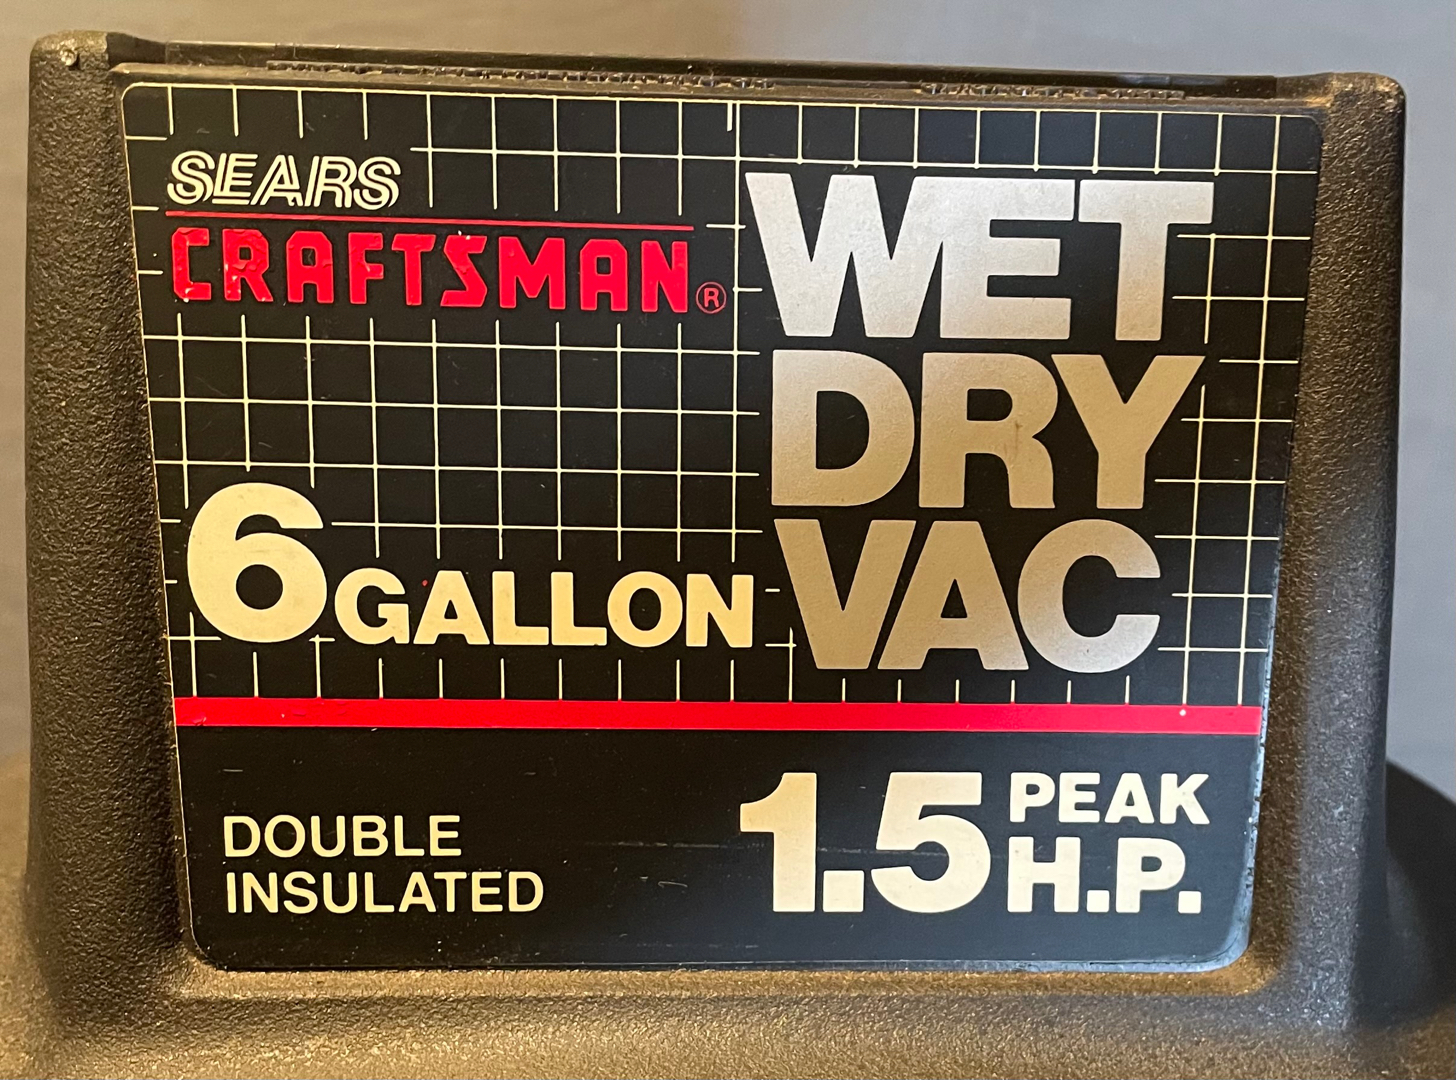 SEARS
CRAFTSMAN®
WET
DRY
VAC
6 GALLON
DOUBLE
INSULATED
1.5 PEAK
H.P.